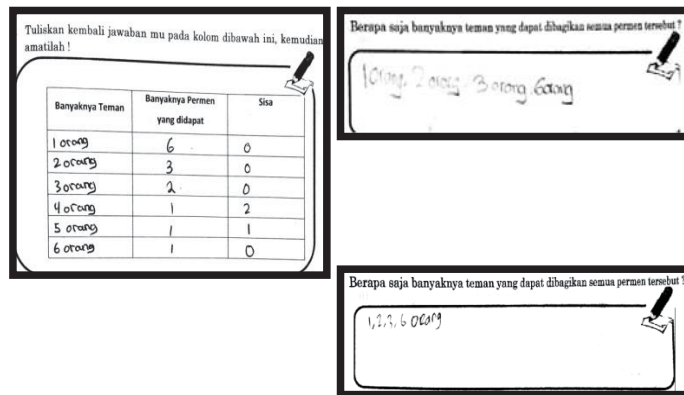 Tuliskan kembali jawaban mu pada kolom dibawah ini, kemudian
amatilah !
Banyaknya Teman Banyaknya Permen yang didapat Sisa
1 orang 6 0
2 orang 3 0
3 orang 2 0
4 orang 1 2
5 orang 1 1
6 orang 1 0
Berapa saja banyaknya teman yang dapat dibagikan semua permen tersebut ?
1 orang, 2 orang, 3 orang, 6 orang
Berapa saja banyaknya teman yang dapat dibagikan semua permen tersebut ?
1, 2, 3, 6 orang